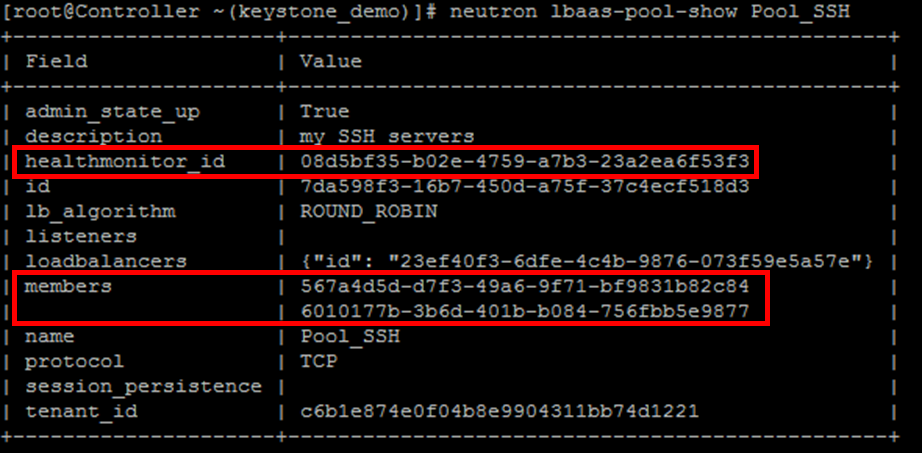 [root@Controller ~(keystone_demo)]# neutron lbaas-pool-show Pool_SSH
+---------------------+------------------------------------------------+
| Field               | Value                                          |
+---------------------+------------------------------------------------+
| admin_state_up      | True                                           |
| description         | my SSH servers                                 |
| healthmonitor_id    | 08d5bf35-b02e-4759-a7b3-23a2ea6f53f3           |
| id                  | 7da598f3-16b7-450d-a75f-37c4ecf518d3           |
| lb_algorithm        | ROUND_ROBIN                                    |
| listeners           |                                                |
| loadbalancers       | {"id": "23ef40f3-6dfe-4c4b-9876-073f59e5a57e"} |
| members             | 567a4d5d-d7f3-49a6-9f71-bf9831b82c84           |
|                     | 6010177b-3b6d-401b-b084-756fbb5e9877           |
| name                | Pool_SSH                                       |
| protocol            | TCP                                            |
| session_persistence |                                                |
| tenant_id           | c6b1e874e0f04b8e9904311bb74d1221               |
+---------------------+------------------------------------------------+